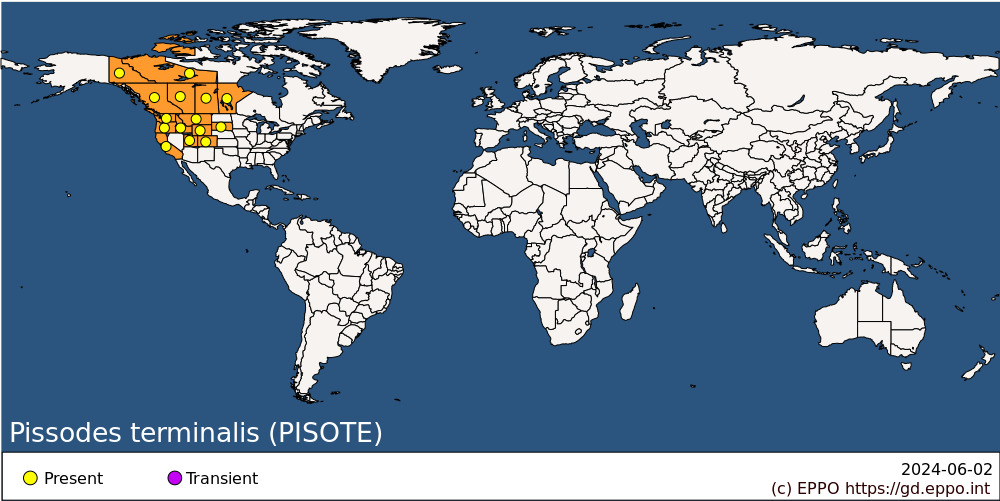 Pissodes terminalis (PISOTE)
Present
Transient
2024-06-02
(c) EPPO https://gd.eppo.int